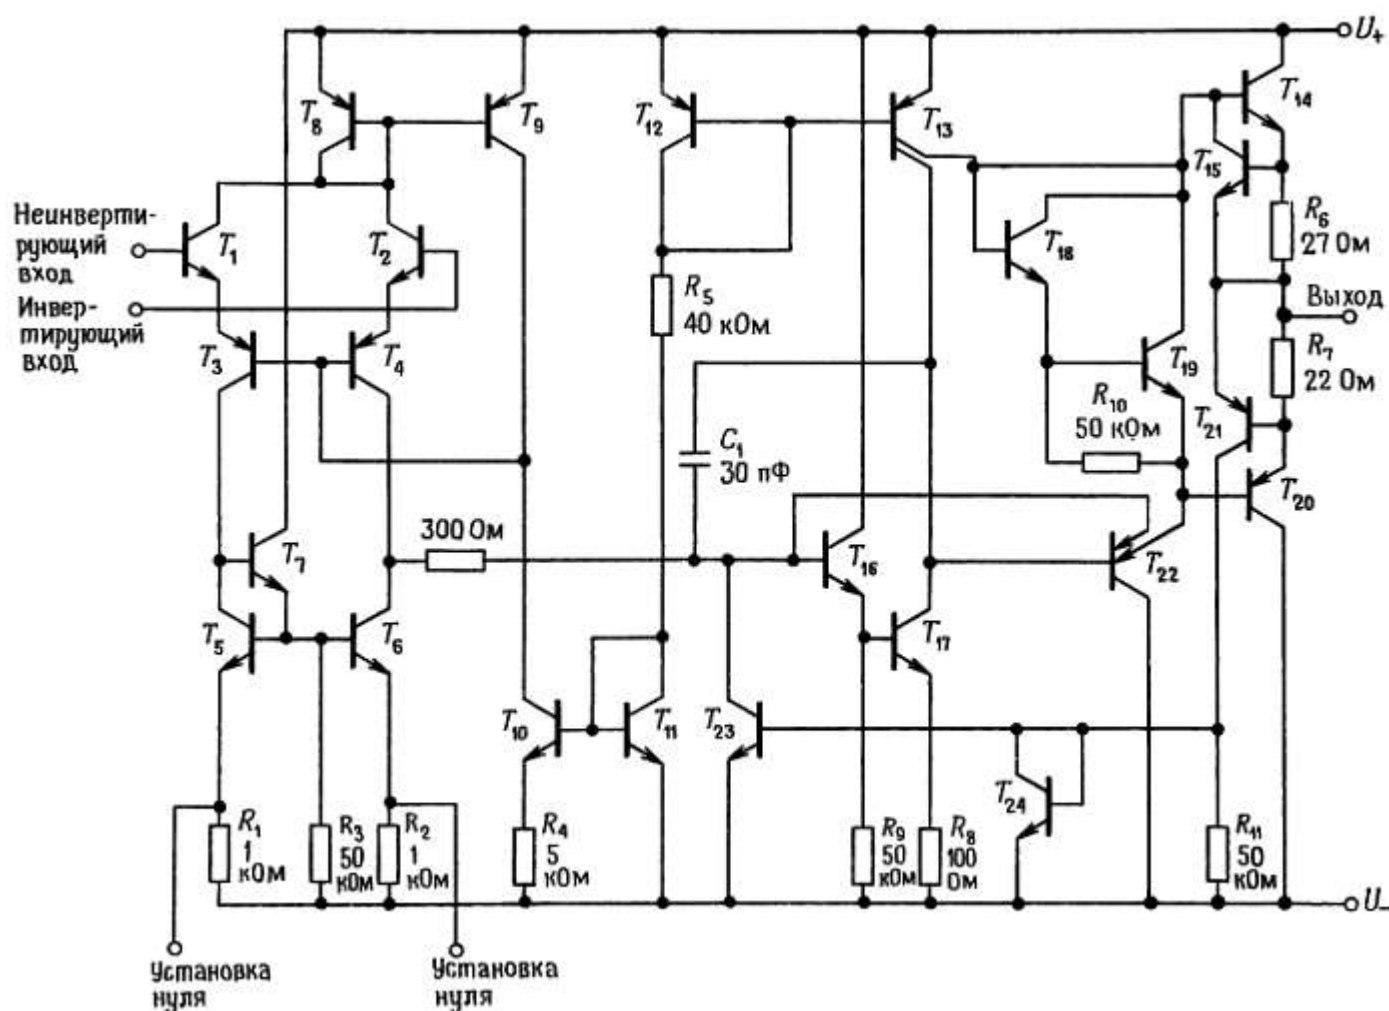 U₊
T₈
T₉
T₁₂
T₁₃
T₁₄
T₁₅
Неинверти-
рующий
вход
T₁
T₂
T₁₈
R₆
27 Ом
Инвер-
тирующий
вход
R₅
40 кОм
Выход
T₃
T₄
T₁₉
R₇
22 Ом
R₁₀
50 кОм
T₂₁
C₁
30 пФ
T₂₀
300 Ом
T₇
T₁₆
T₂₂
T₅
T₆
T₁₇
T₁₀
T₁₁
T₂₃
T₂₄
R₁
1
кОм
R₃
50
кОм
R₂
1
кОм
R₄
5
кОм
R₉
50
кОм
R₈
100
Ом
R₁₁
50
кОм
U₋
Установка
нуля
Установка
нуля